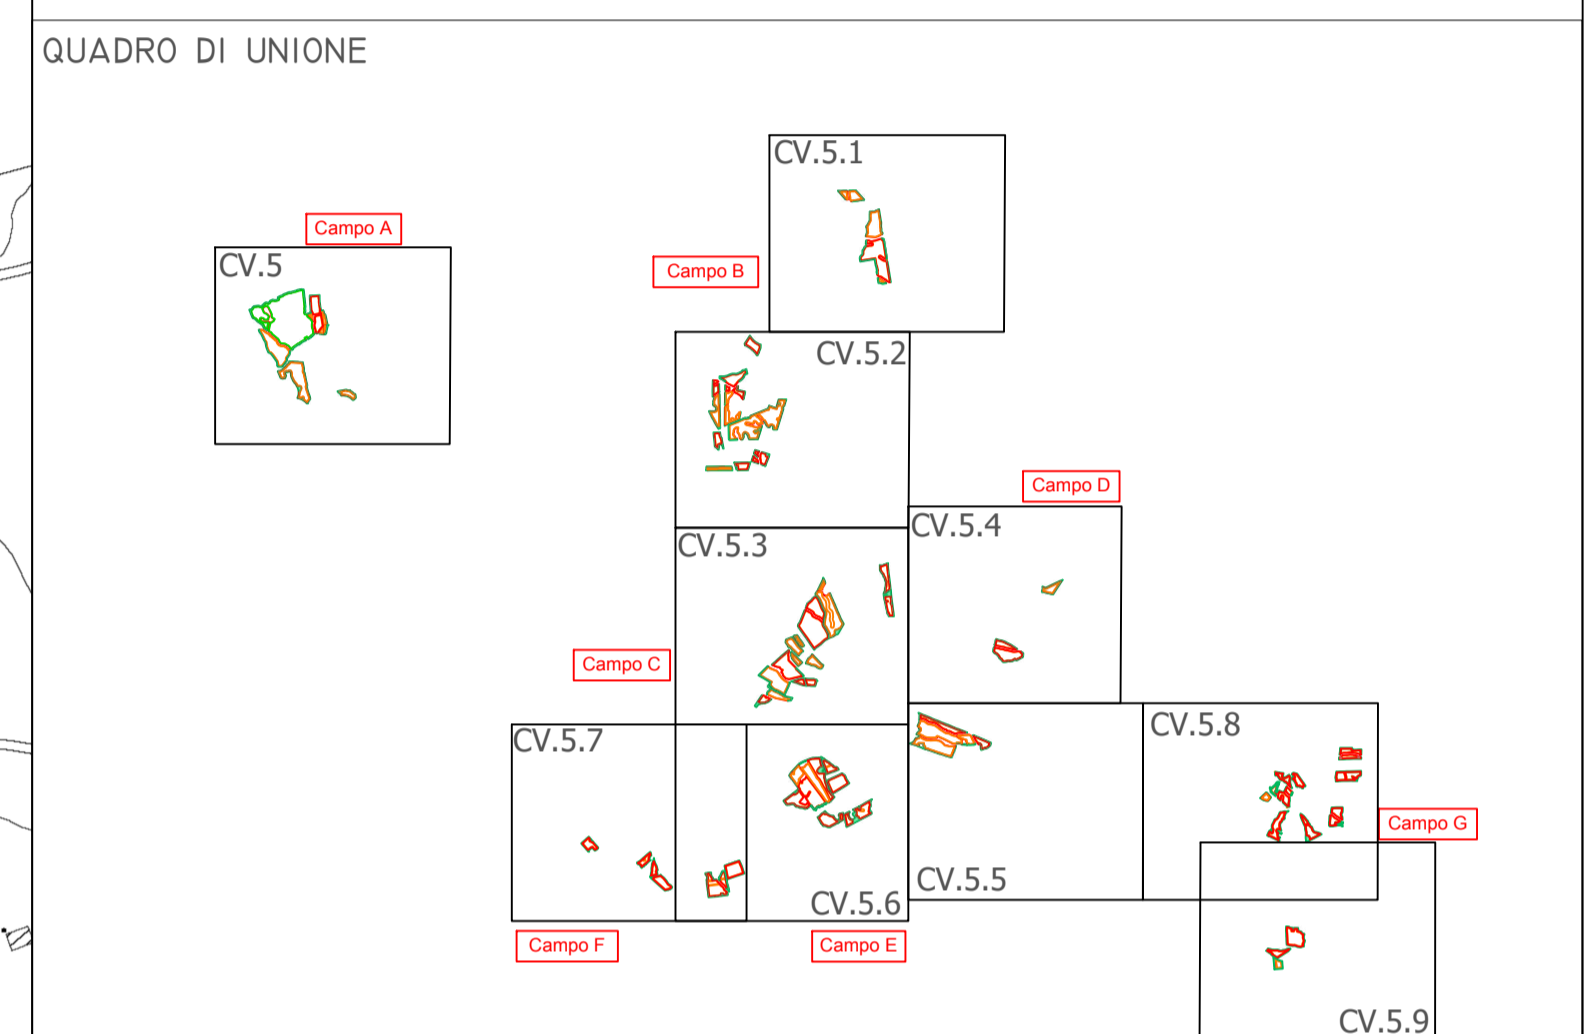 QUADRO DI UNIONE
CV.5.1
Campo A
CV.5
Campo B
CV.5.2
Campo D
CV.5.4
CV.5.3
Campo C
CV.5.8
CV.5.7
Campo G
CV.5.5
CV.5.6
Campo F
Campo E
CV.5.9